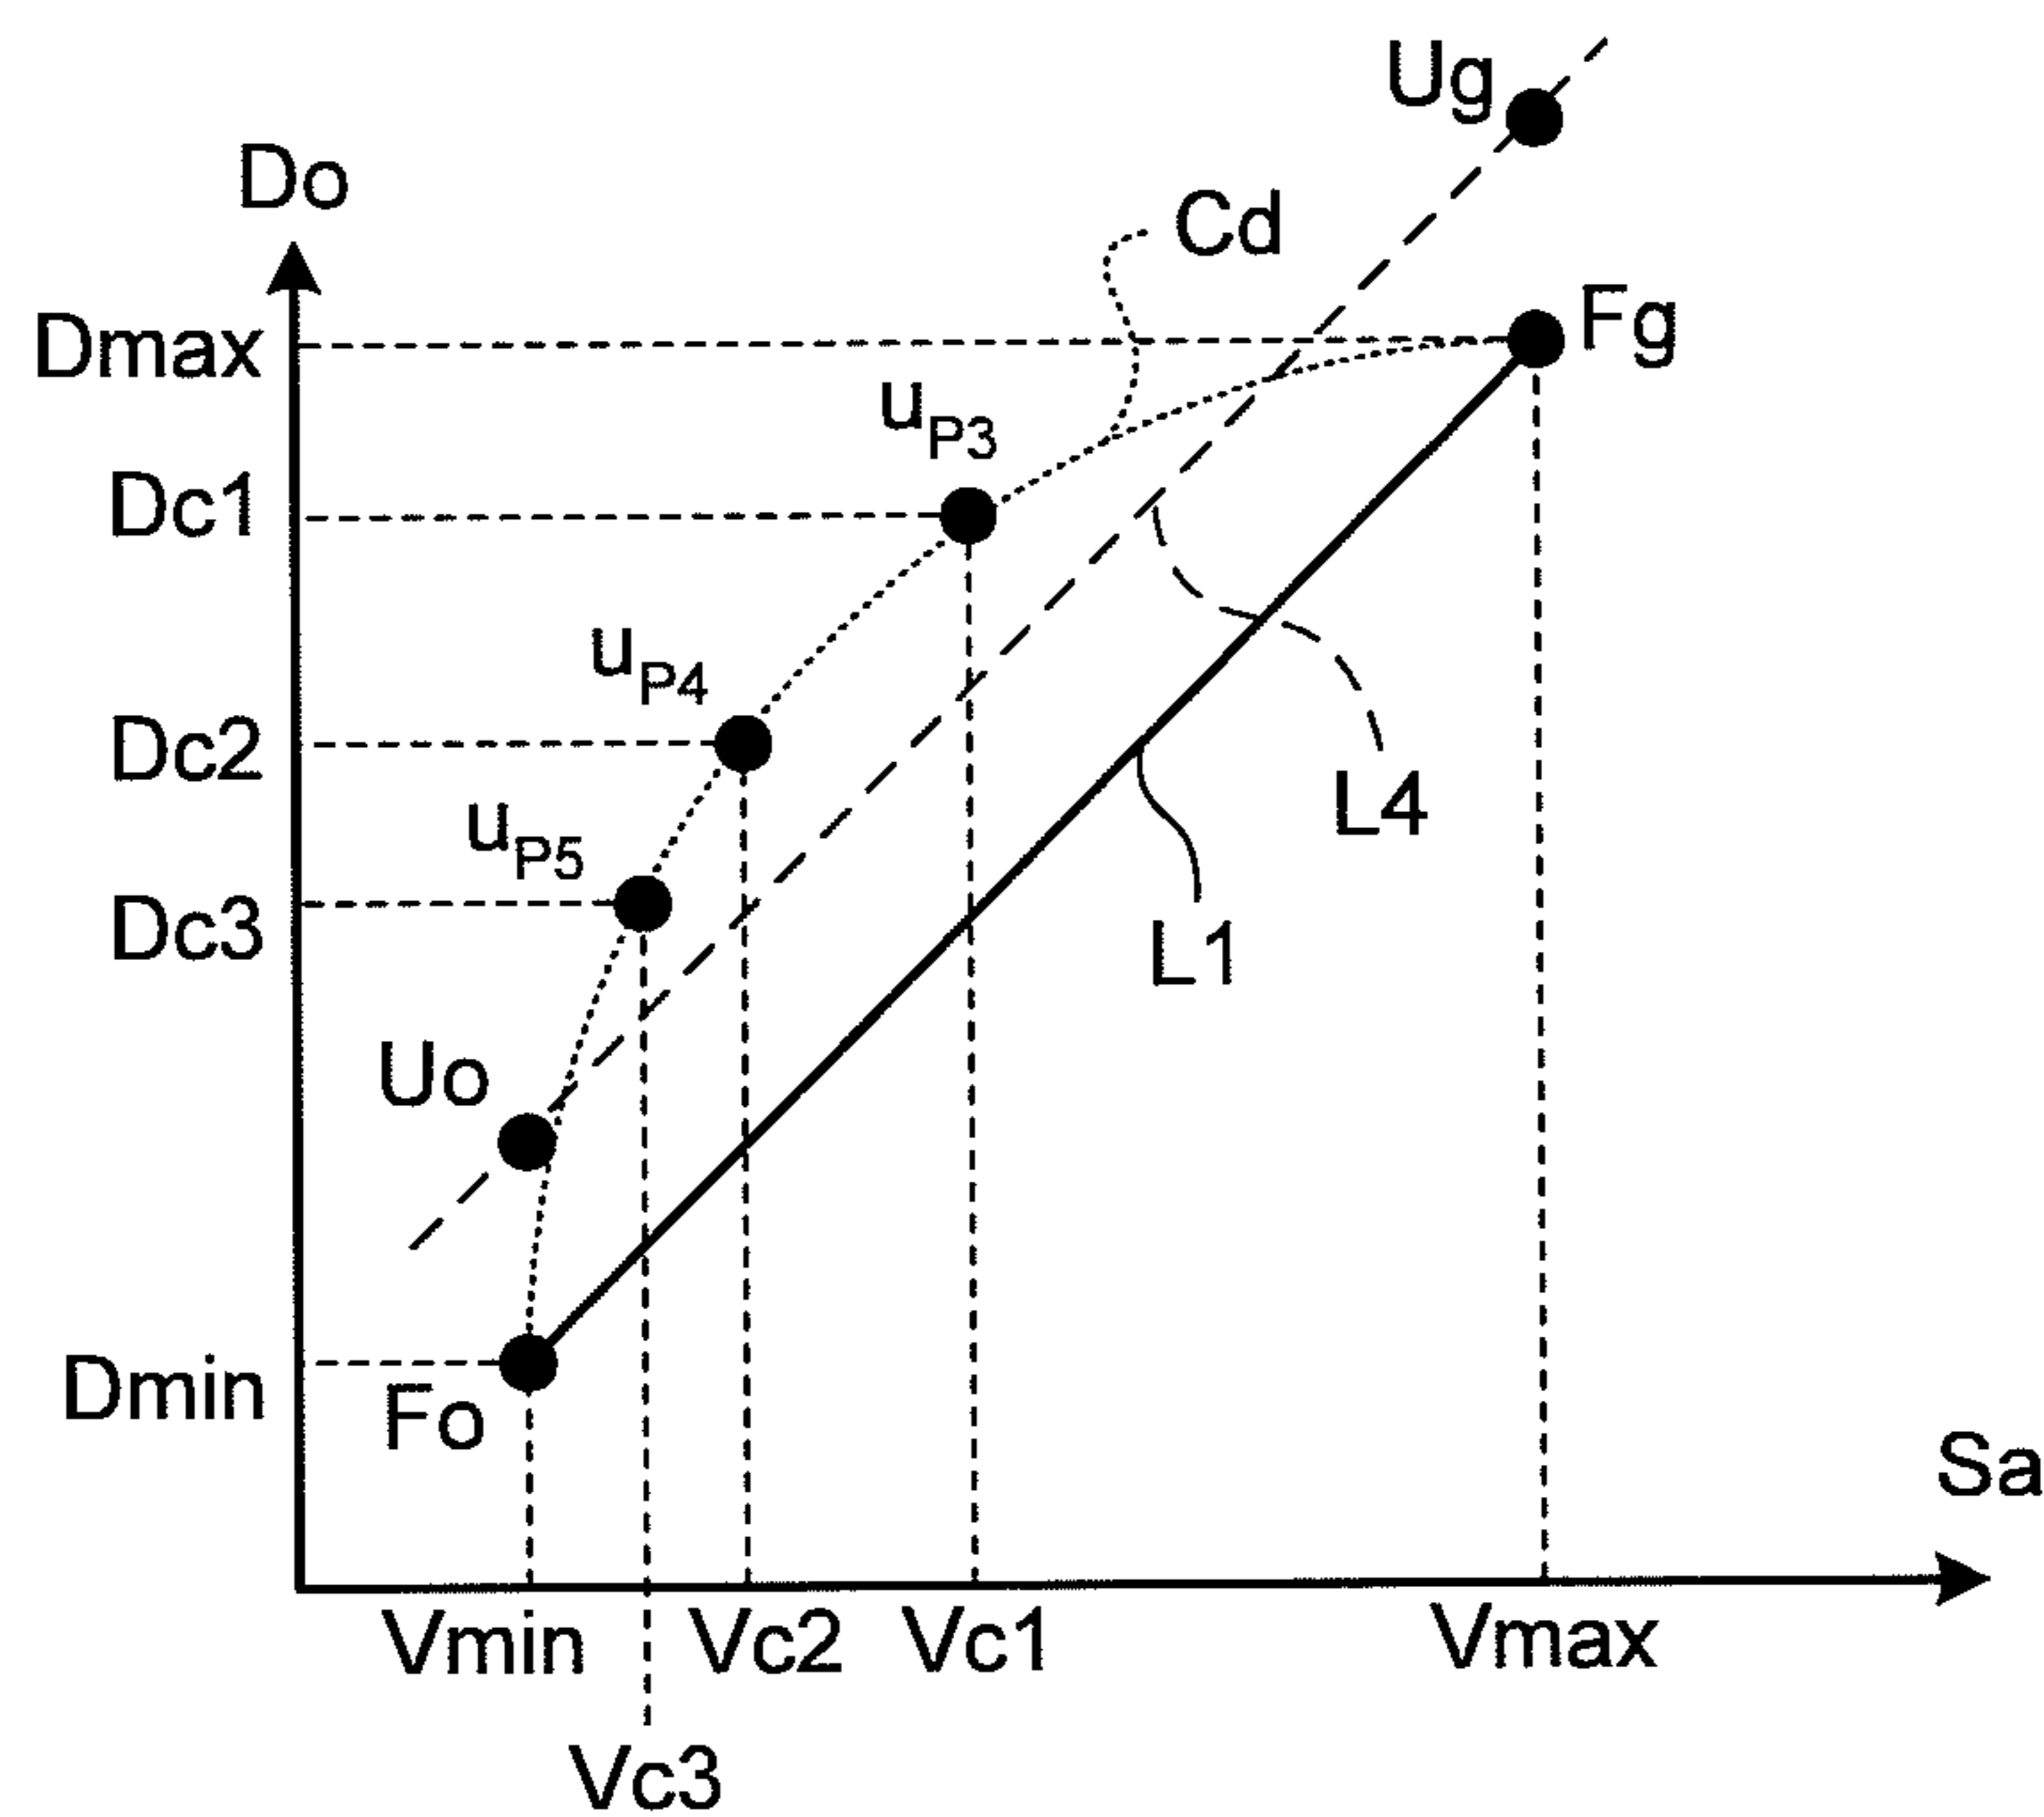 Ug
Do
Cd
Dmax
Fg
uP3
Dc1
uP4
Dc2
L4
uP5
Dc3
L1
Uo
Dmin
Fo
Sa
Vmin
Vc2
Vc1
Vmax
Vc3